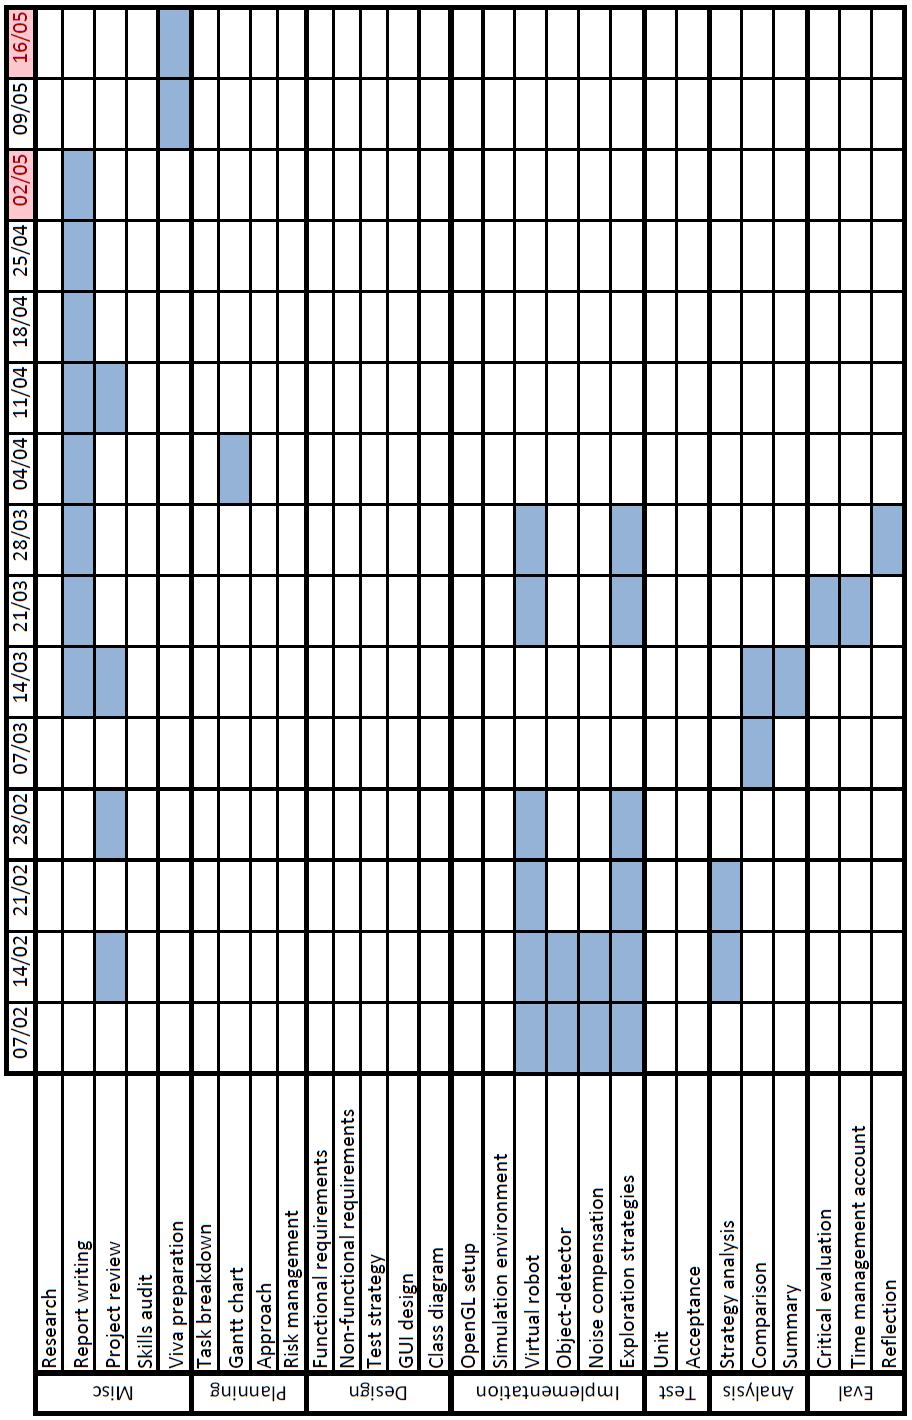 07/02
14/02
21/02
28/02
07/03
14/03
21/03
28/03
04/04
11/04
18/04
25/04
02/05
09/05
16/05
Misc
Research
Report writing
Project review
Skills audit
Viva preparation
Planning
Task breakdown
Gantt chart
Approach
Risk management
Design
Functional requirements
Non-functional requirements
Test strategy
GUI design
Class diagram
Implementation
OpenGL setup
Simulation environment
Virtual robot
Object-detector
Noise compensation
Exploration strategies
Test
Unit
Acceptance
Analysis
Strategy analysis
Comparison
Summary
Eval
Critical evaluation
Time management account
Reflection